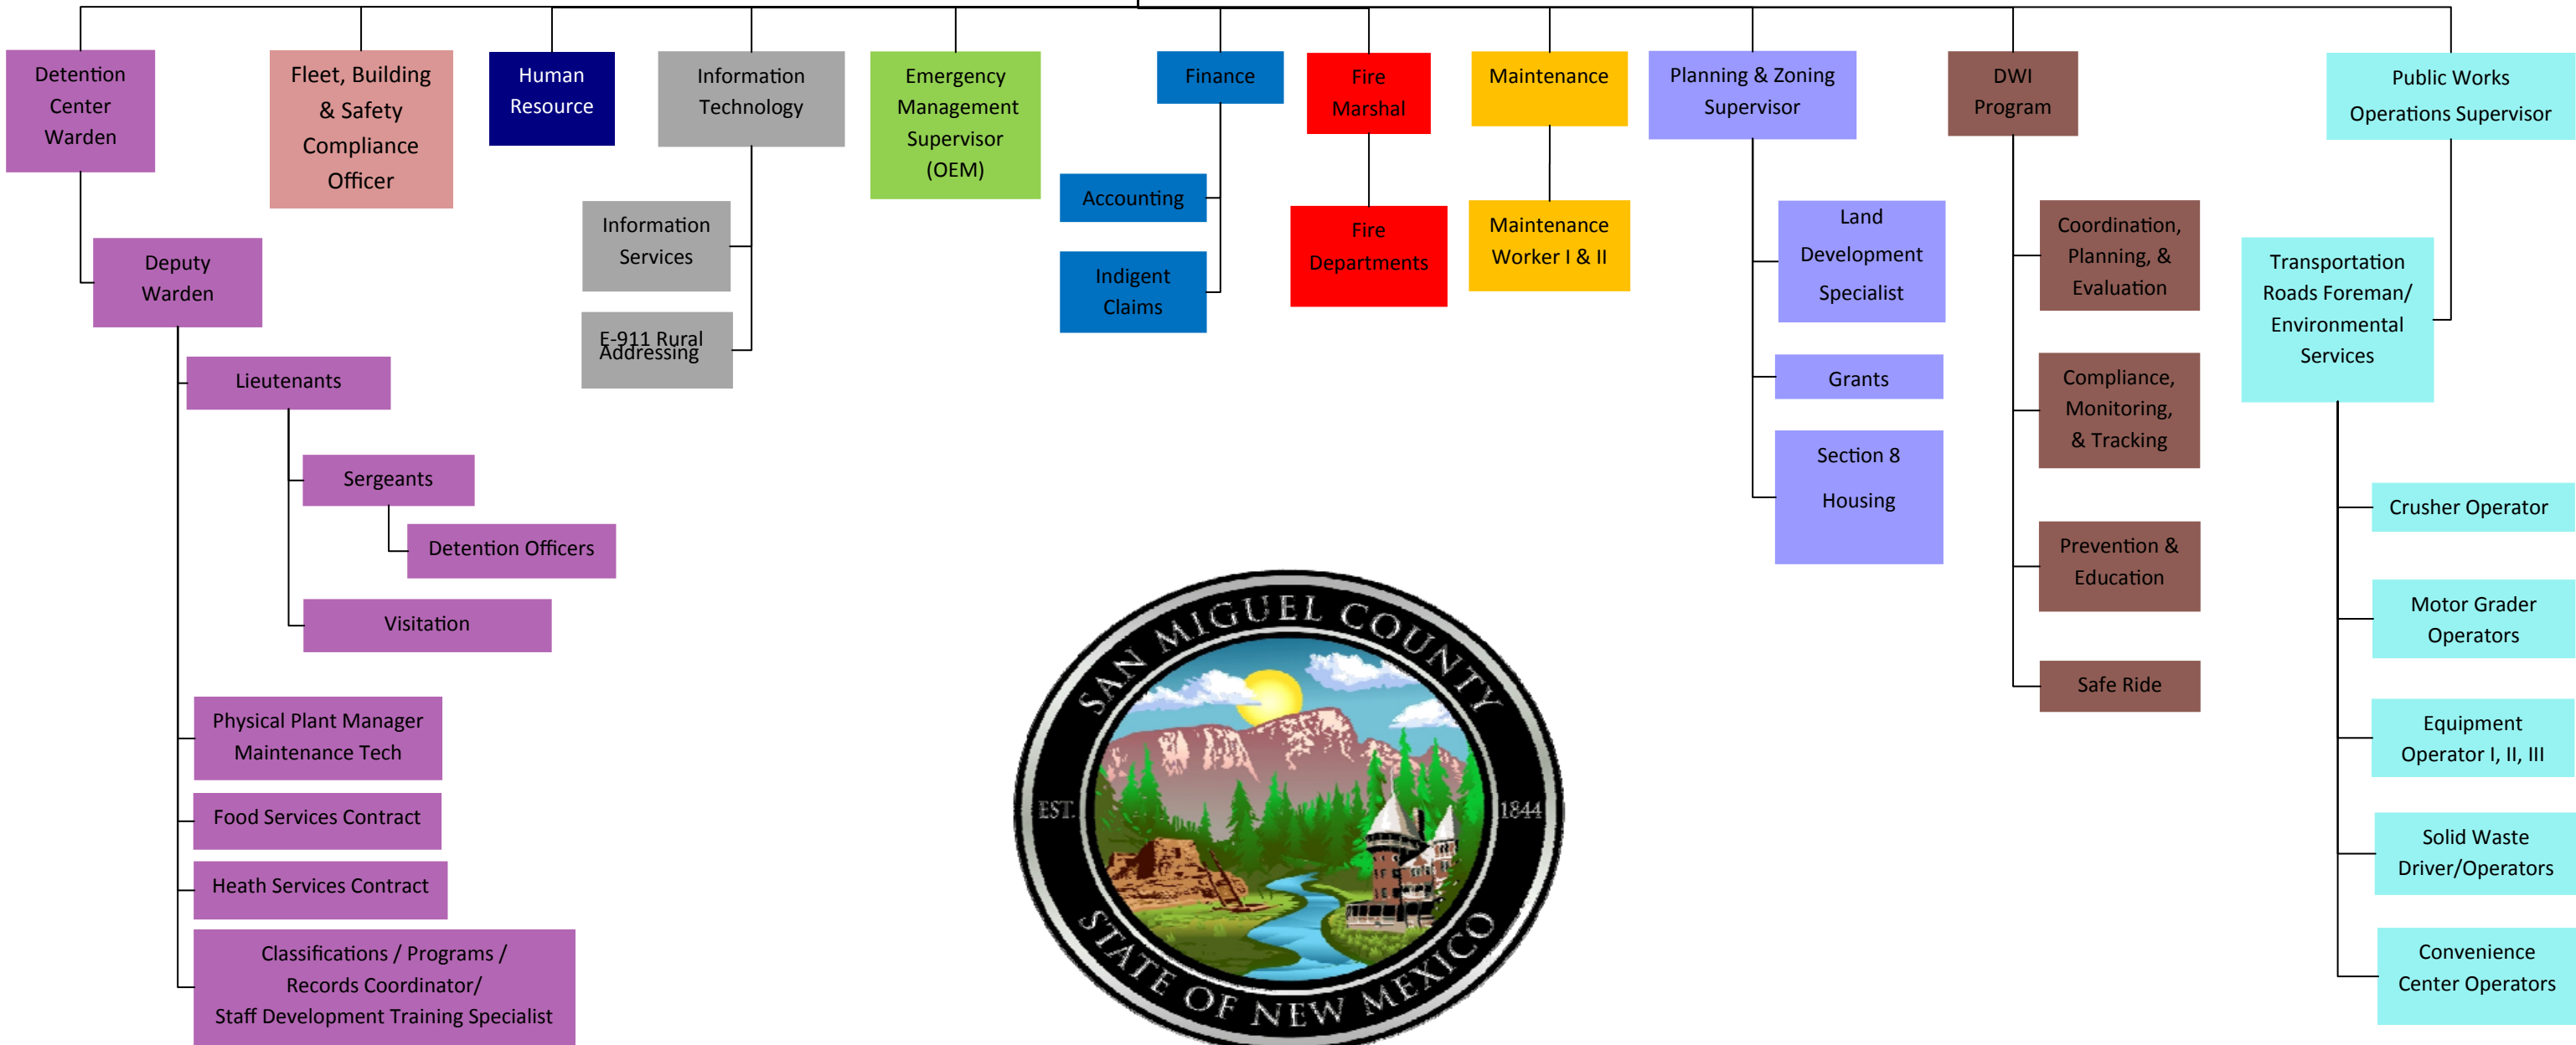 Detention
Center
Warden
Fleet, Building
& Safety
Compliance
Officer
Human
Resource
Information
Technology
Emergency
Management
Supervisor
(OEM)
Finance
Fire
Marshal
Maintenance
Planning & Zoning
Supervisor
DWI
Program
Public Works
Operations Supervisor
Deputy
Warden
Lieutenants
Sergeants
Detention Officers
Visitation
Physical Plant Manager
Maintenance Tech
Food Services Contract
Heath Services Contract
Classifications / Programs /
Records Coordinator/
Staff Development Training Specialist
Information
Services
E-911 Rural
Addressing
Accounting
Indigent
Claims
Fire
Departments
Maintenance
Worker I & II
Land
Development
Specialist
Grants
Section 8
Housing
Coordination,
Planning, &
Evaluation
Compliance,
Monitoring,
& Tracking
Prevention &
Education
Safe Ride
Transportation
Roads Foreman/
Environmental
Services
Crusher Operator
Motor Grader
Operators
Equipment
Operator I, II, III
Solid Waste
Driver/Operators
Convenience
Center Operators
SAN MIGUEL COUNTY
EST. 1844
STATE OF NEW MEXICO